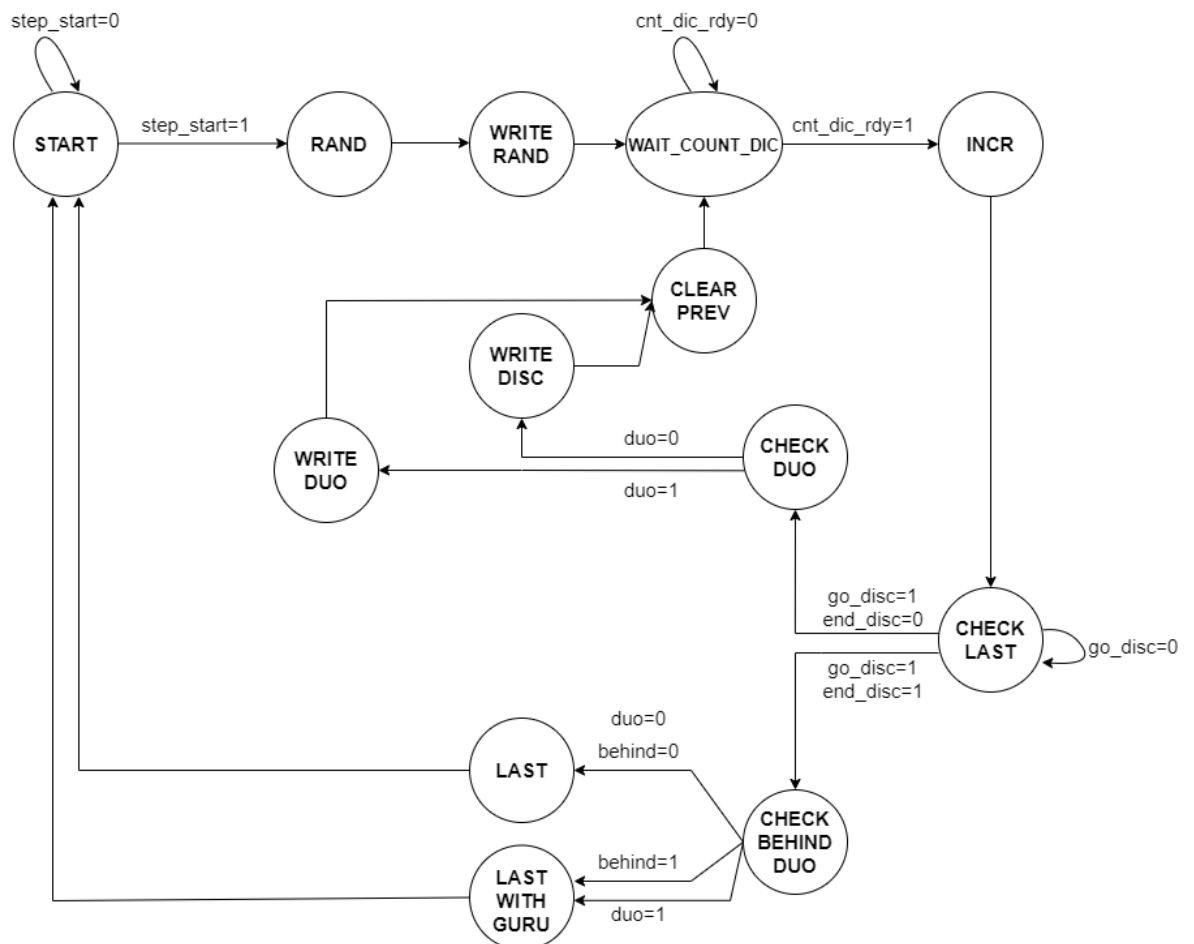 step_start=0
cnt_dic_rdy=0
START
step_start=1
RAND
WRITE
RAND
WAIT_COUNT_DIC
cnt_dic_rdy=1
INCR
CLEAR
PREV
WRITE
DISC
WRITE
DUO
duo=0
duo=1
CHECK
DUO
go_disc=1
end_disc=0
CHECK
LAST
go_disc=0
go_disc=1
end_disc=1
duo=0
behind=0
LAST
CHECK
BEHIND
DUO
behind=1
LAST
WITH
GURU
duo=1